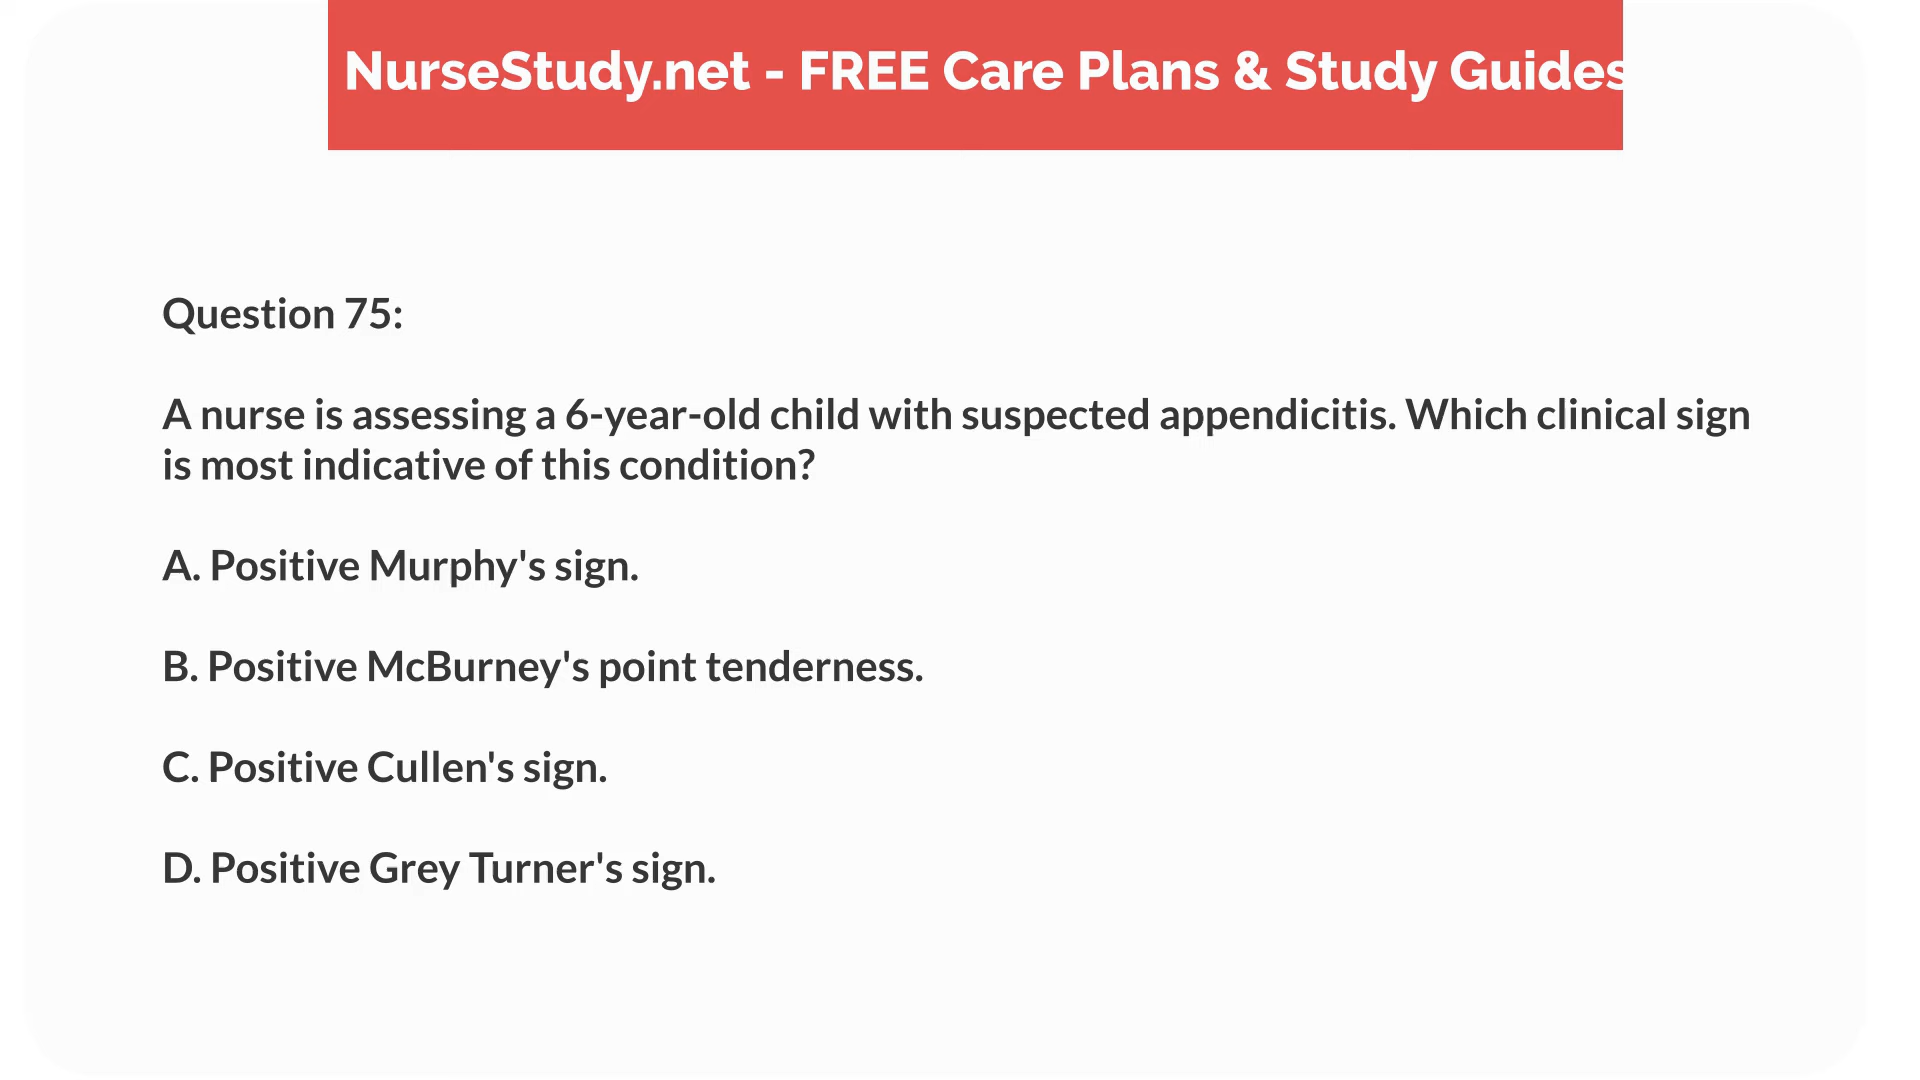 NurseStudy.net - FREE Care Plans & Study Guides
Question 75:
A nurse is assessing a 6-year-old child with suspected appendicitis. Which clinical sign
is most indicative of this condition?
A. Positive Murphy's sign.
B. Positive McBurney's point tenderness.
C. Positive Cullen's sign.
D. Positive Grey Turner's sign.